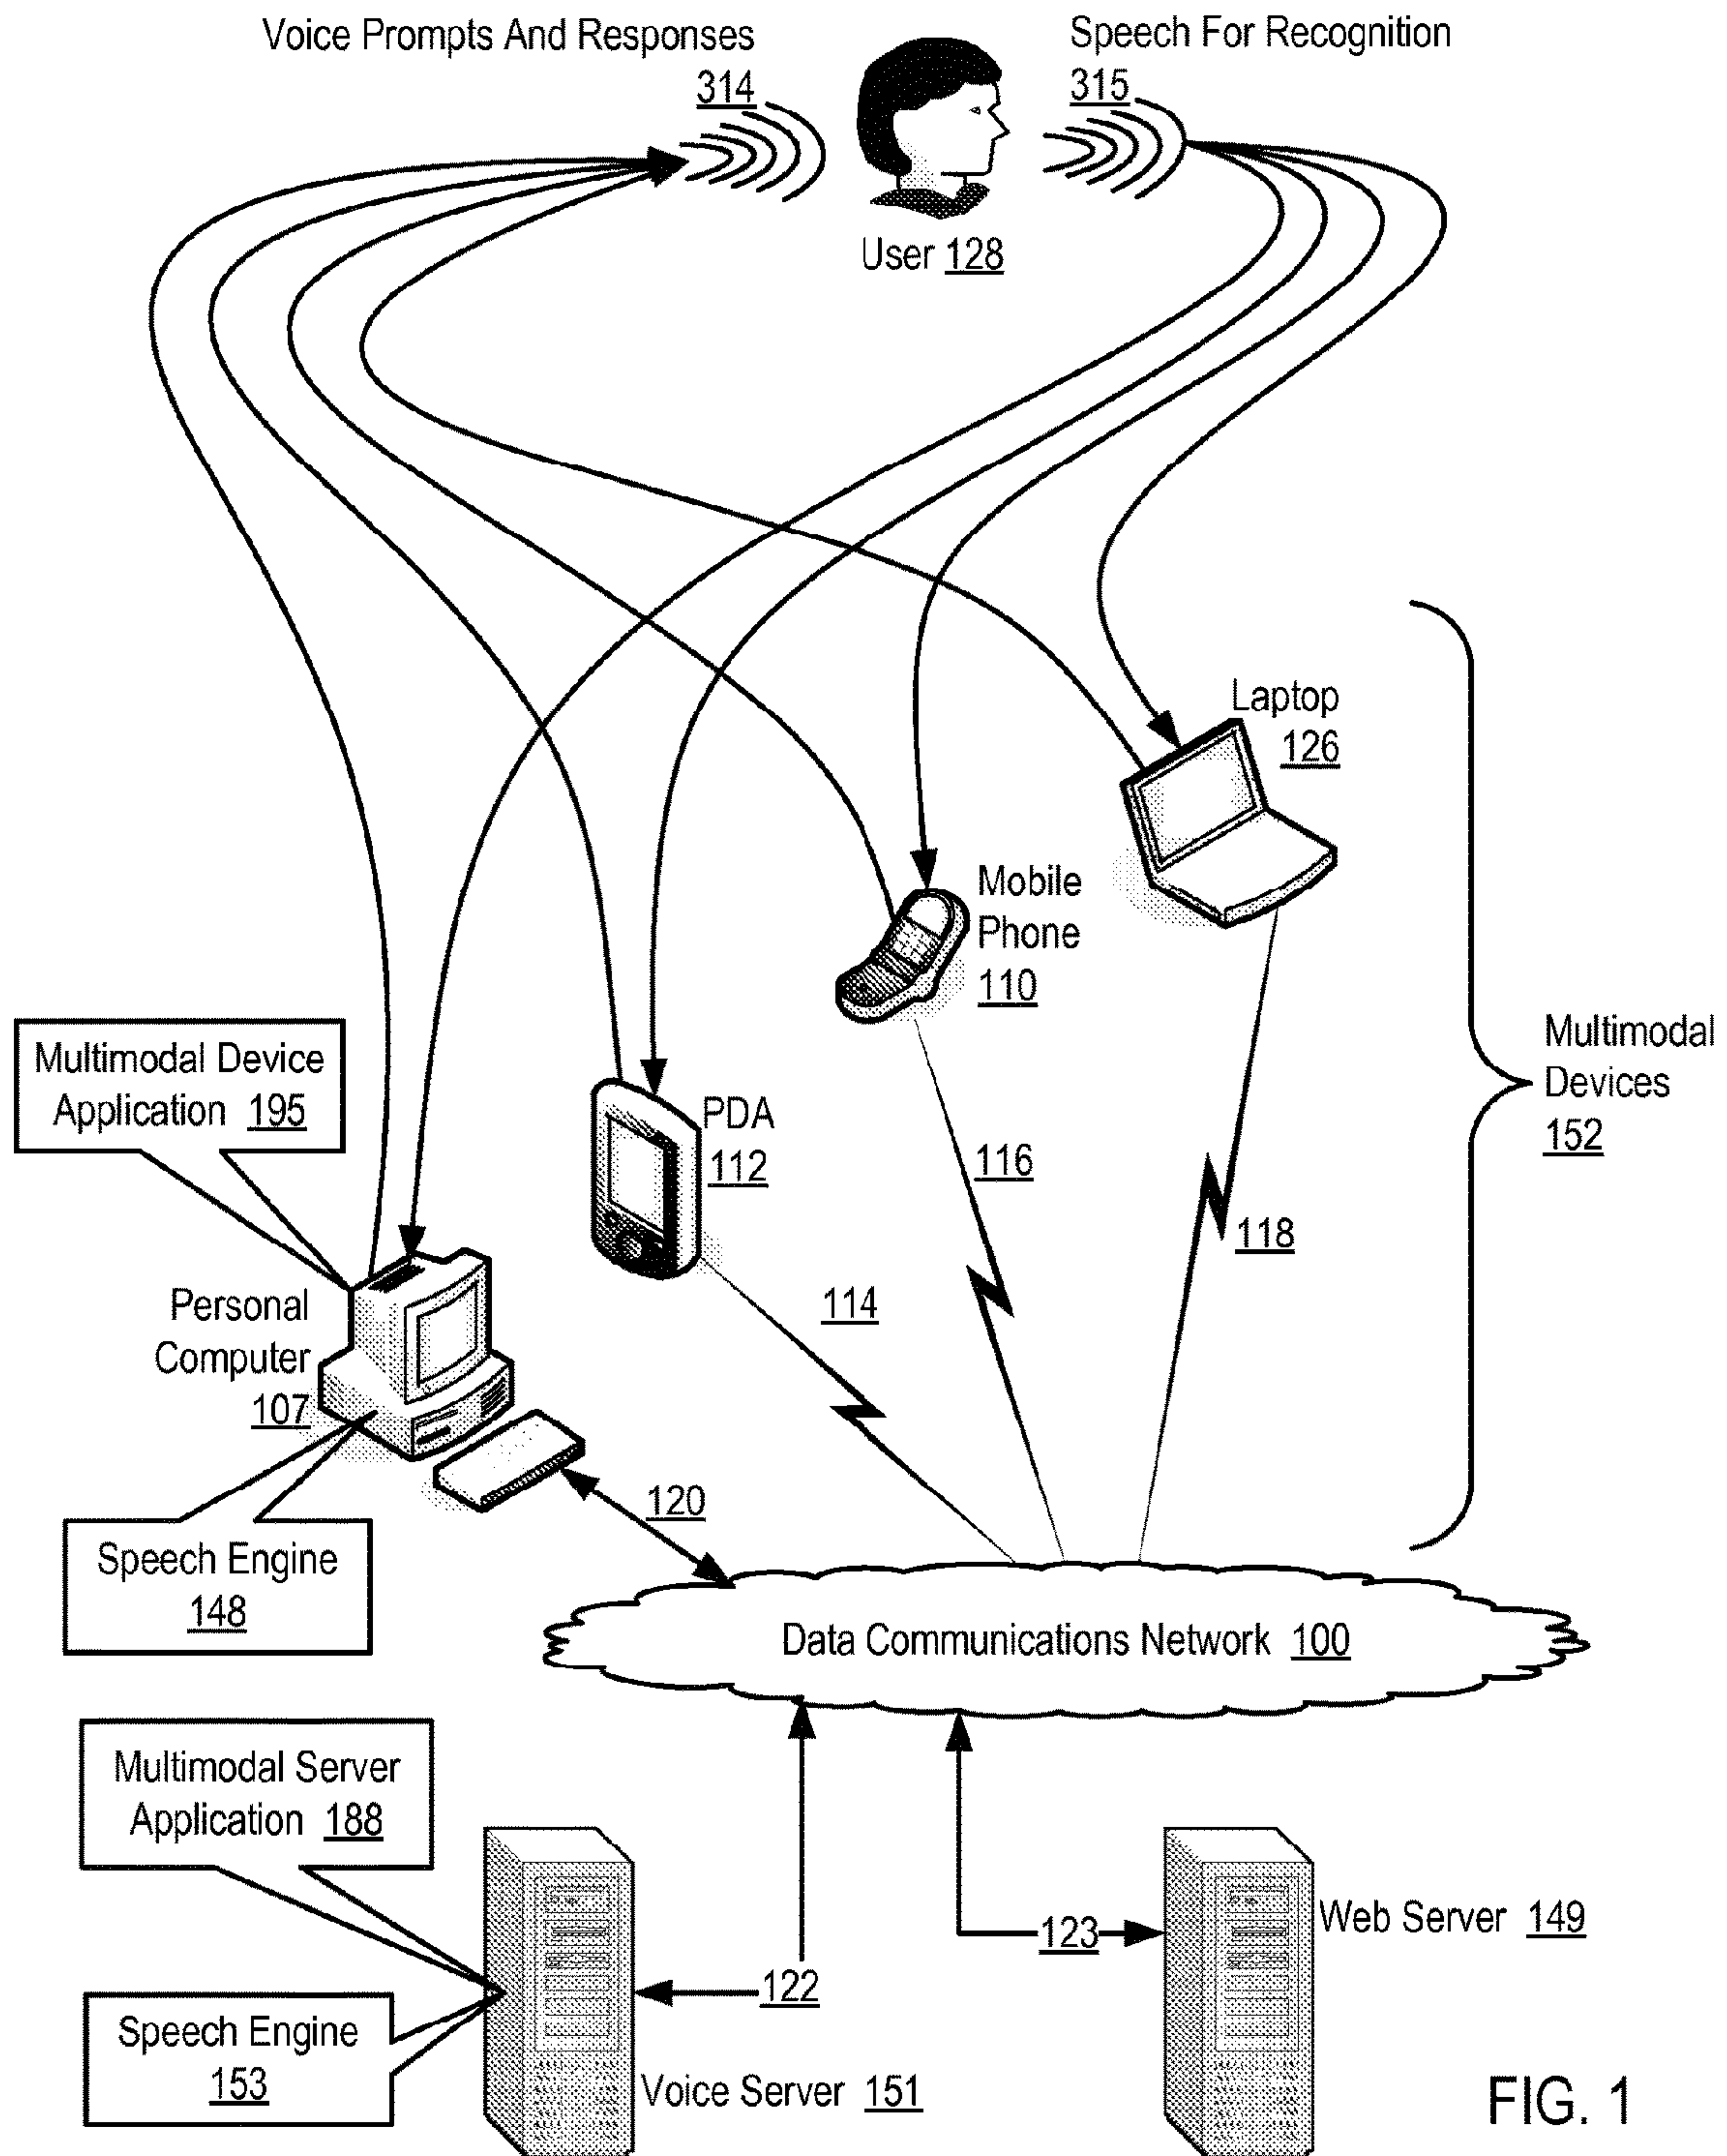 Voice Prompts And Responses
314
Speech For Recognition
315
User 128
Laptop
126
Mobile
Phone
110
Multimodal
Devices
152
Multimodal Device
Application 195
PDA
112
116
118
114
Personal
Computer
107
120
Speech Engine
148
Data Communications Network 100
Multimodal Server
Application 188
Web Server 149
123
122
Speech Engine
153
Voice Server 151
FIG. 1